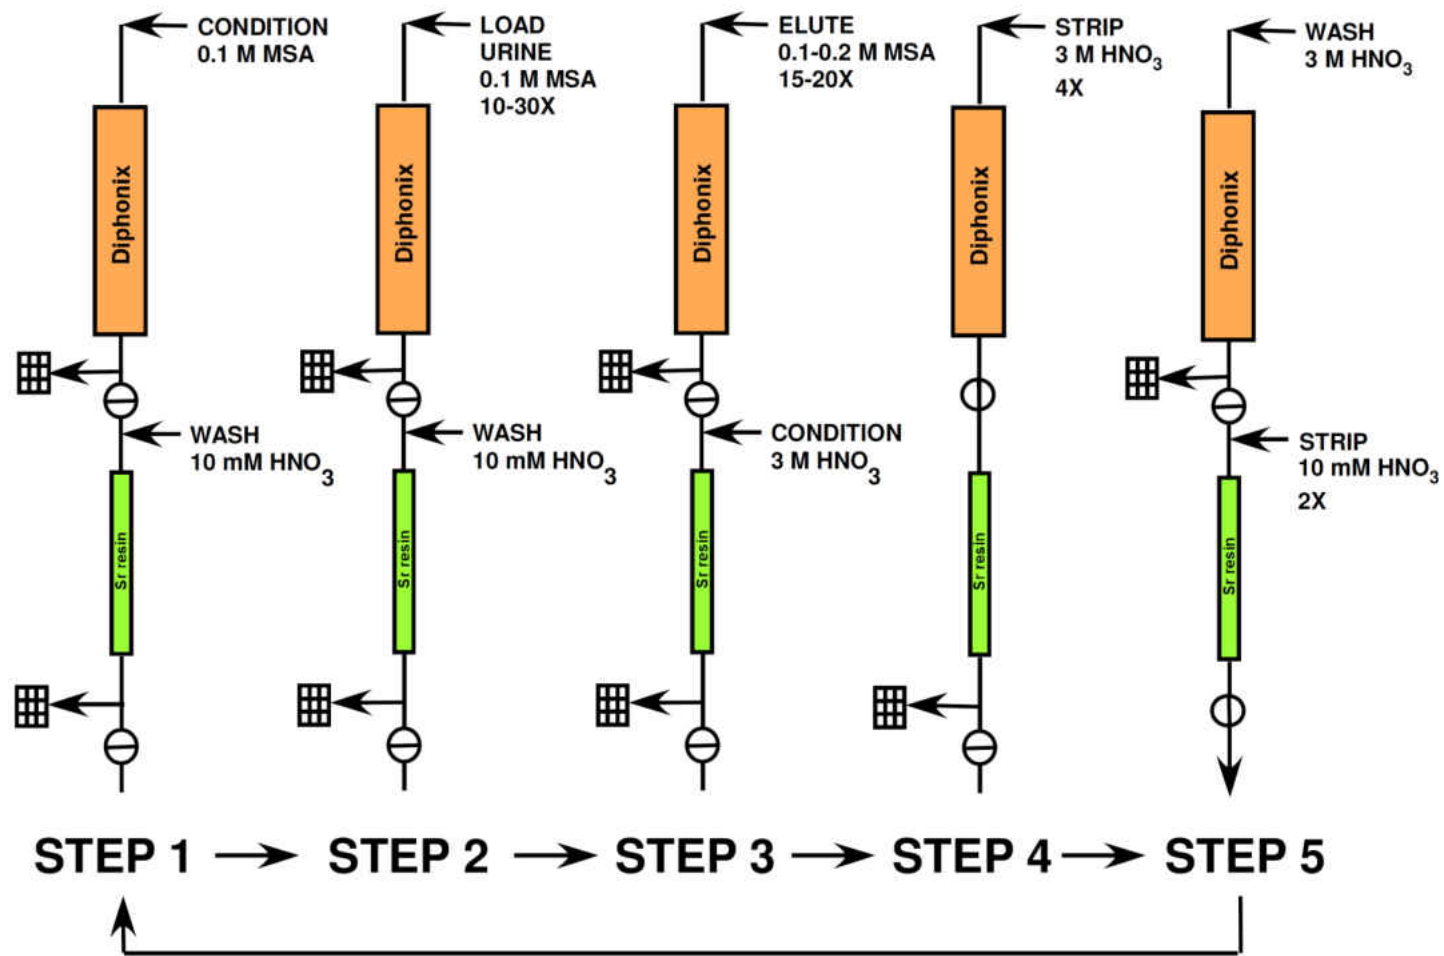 CONDITION
0.1 M MSA
LOAD
URINE
0.1 M MSA
10-30X
ELUTE
0.1-0.2 M MSA
15-20X
STRIP
3 M HNO3
4X
WASH
3 M HNO3
Diphonix
Diphonix
Diphonix
Diphonix
Diphonix
WASH
10 mM HNO3
WASH
10 mM HNO3
CONDITION
3 M HNO3
STRIP
10 mM HNO3
2X
Sr resin
Sr resin
Sr resin
Sr resin
Sr resin
STEP 1
STEP 2
STEP 3
STEP 4
STEP 5